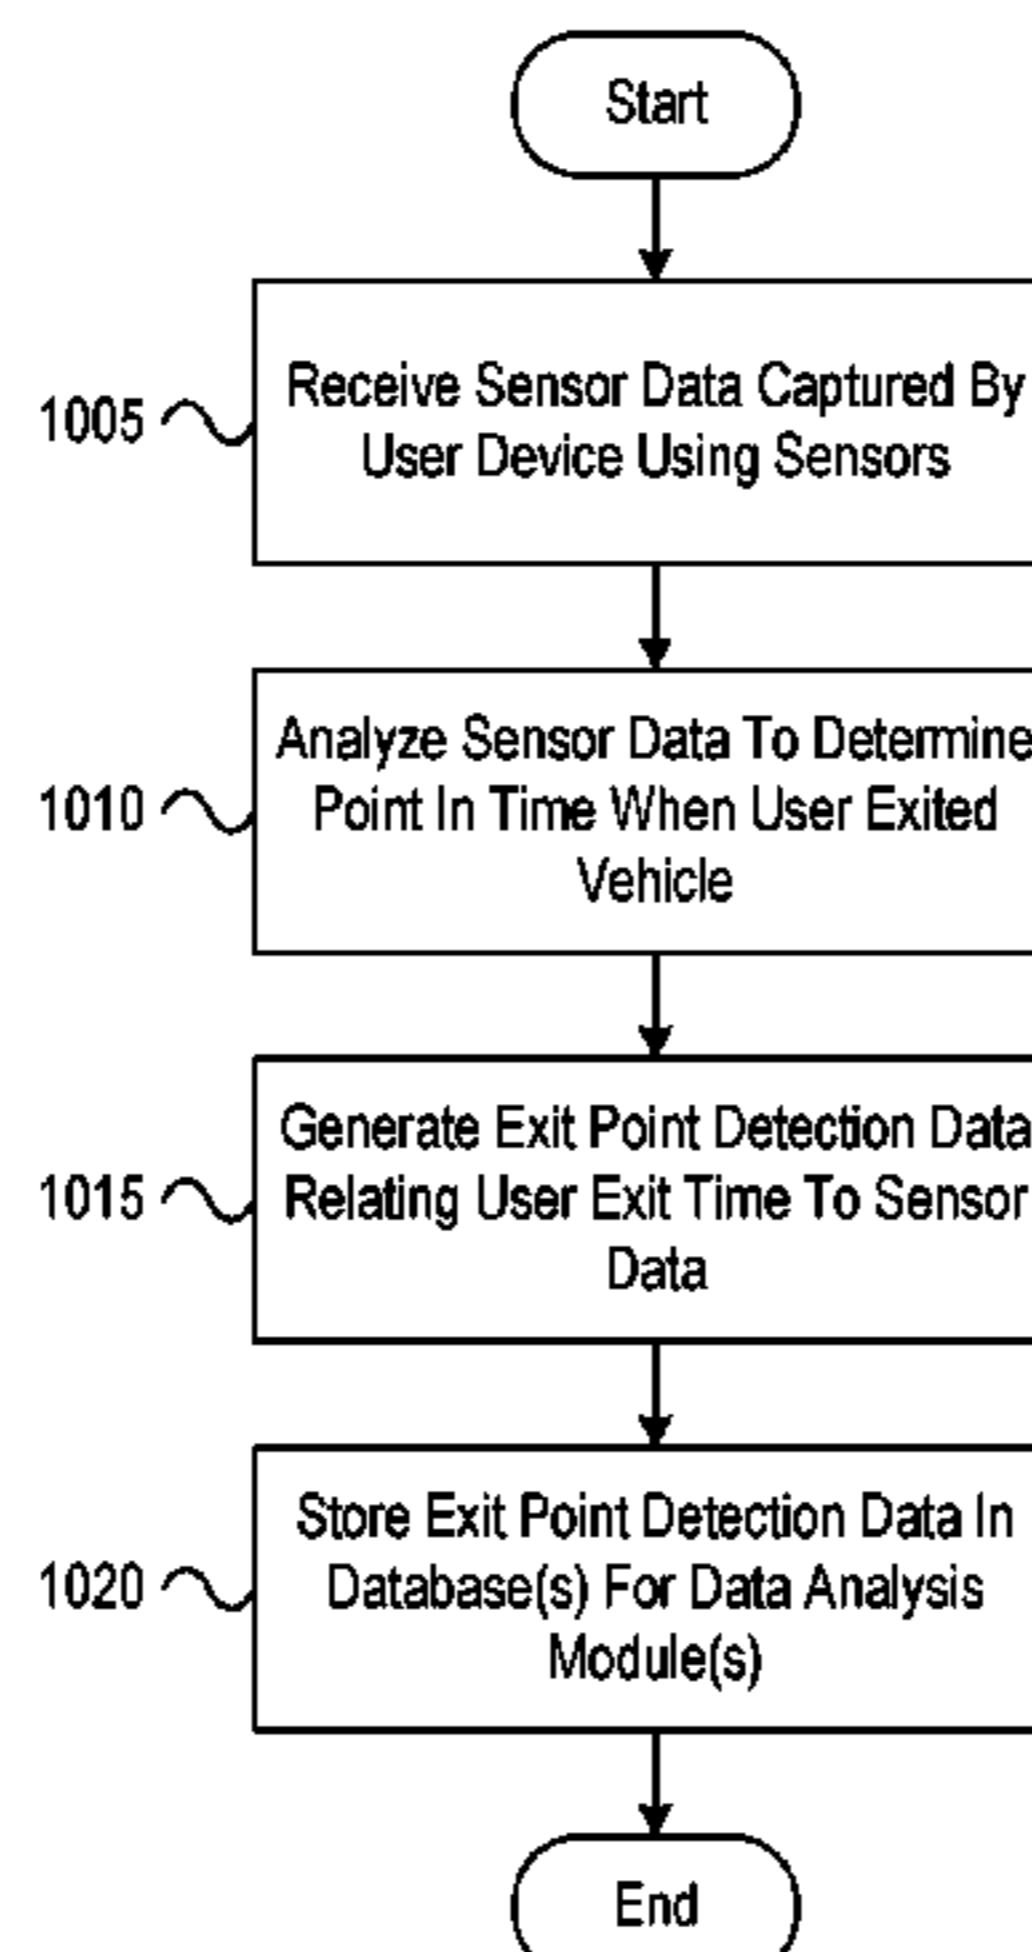 Start
1005
Receive Sensor Data Captured By
User Device Using Sensors
1010
Analyze Sensor Data To Determine
Point In Time When User Exited
Vehicle
1015
Generate Exit Point Detection Data
Relating User Exit Time To Sensor
Data
1020
Store Exit Point Detection Data In
Database(s) For Data Analysis
Module(s)
End